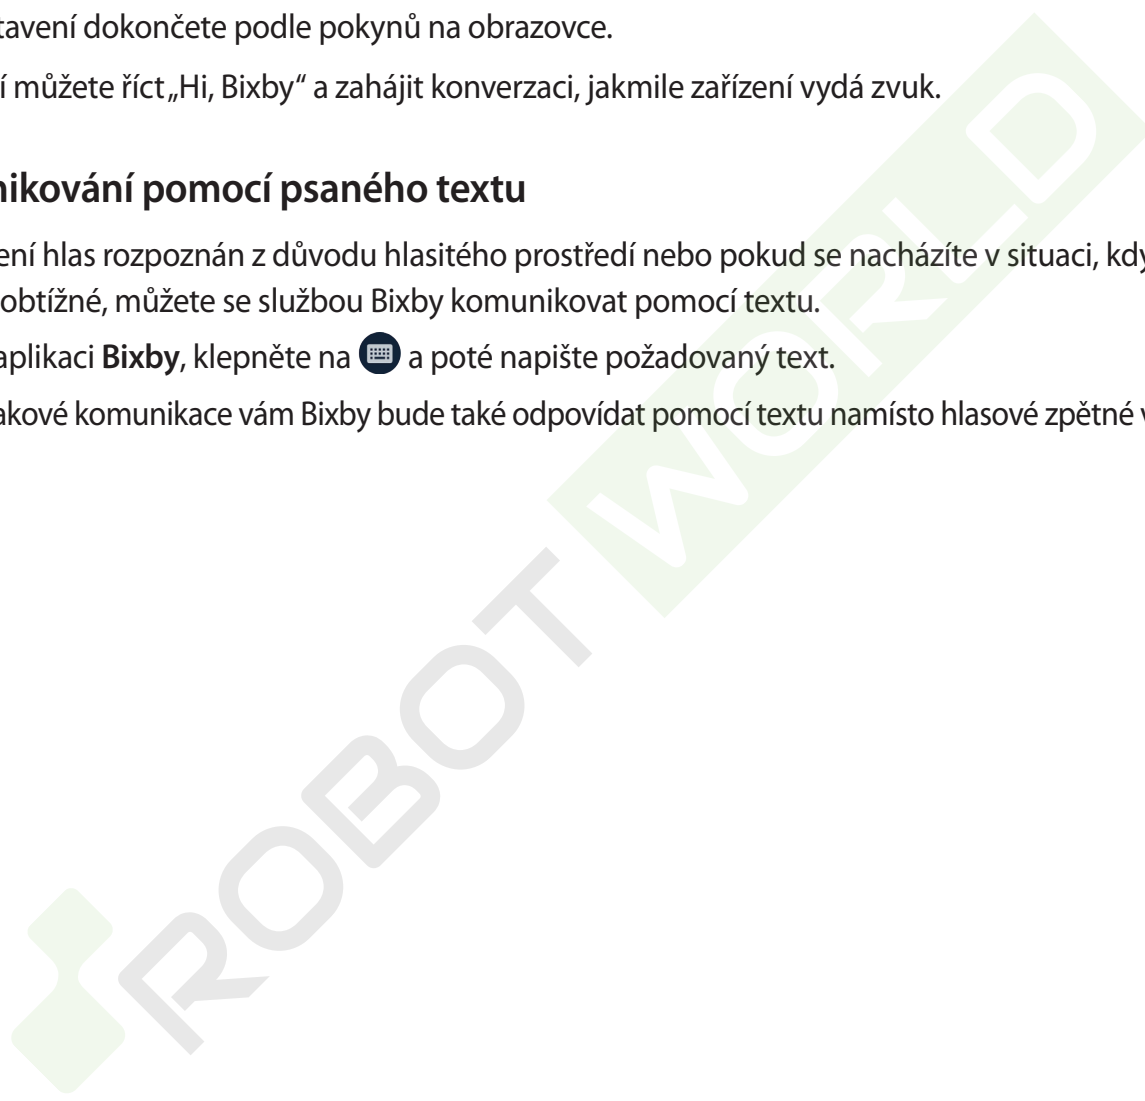 tavení dokončete podle pokynů na obrazovce.
í můžete říct „Hi, Bixby“ a zahájit konverzaci, jakmile zařízení vydá zvuk.
nikování pomocí psaného textu
ení hlas rozpoznán z důvodu hlasitého prostředí nebo pokud se nacházíte v situaci, kdy
obtížné, můžete se službou Bixby komunikovat pomocí textu.
aplikaci Bixby, klepněte na a poté napište požadovaný text.
akové komunikace vám Bixby bude také odpovídat pomocí textu namísto hlasové zpětné v
ROBOT WORLD